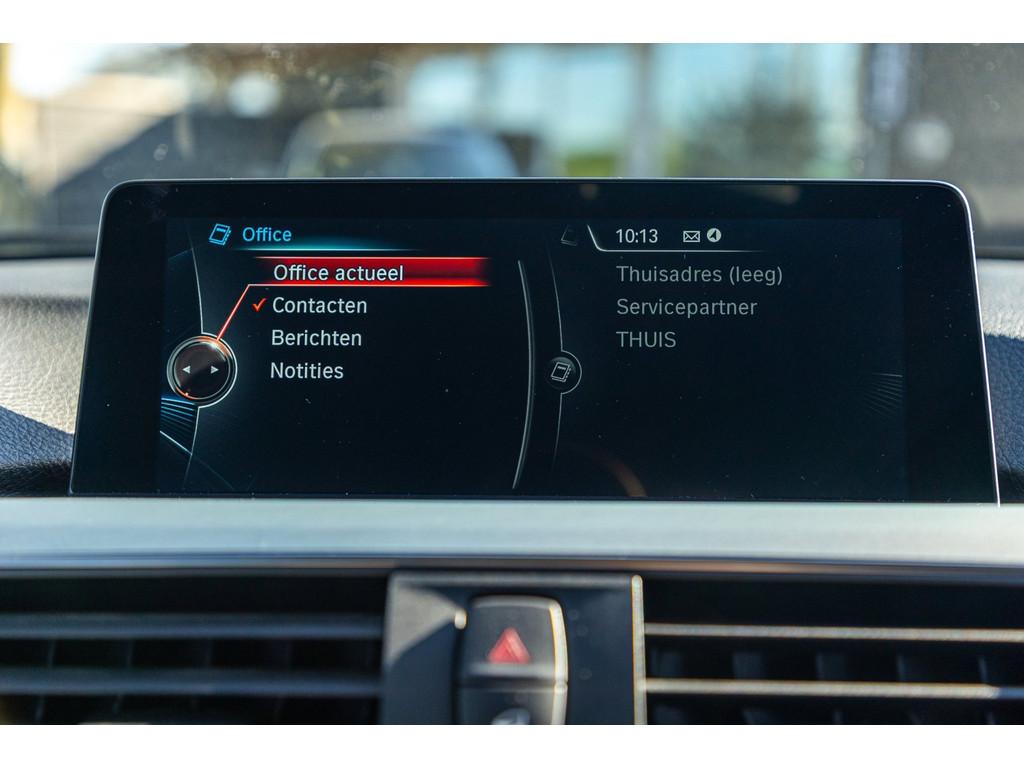 Office
Office actueel
Contacten
Berichten
Notities
10:13
Thuisadres (leeg)
Servicepartner
THUIS